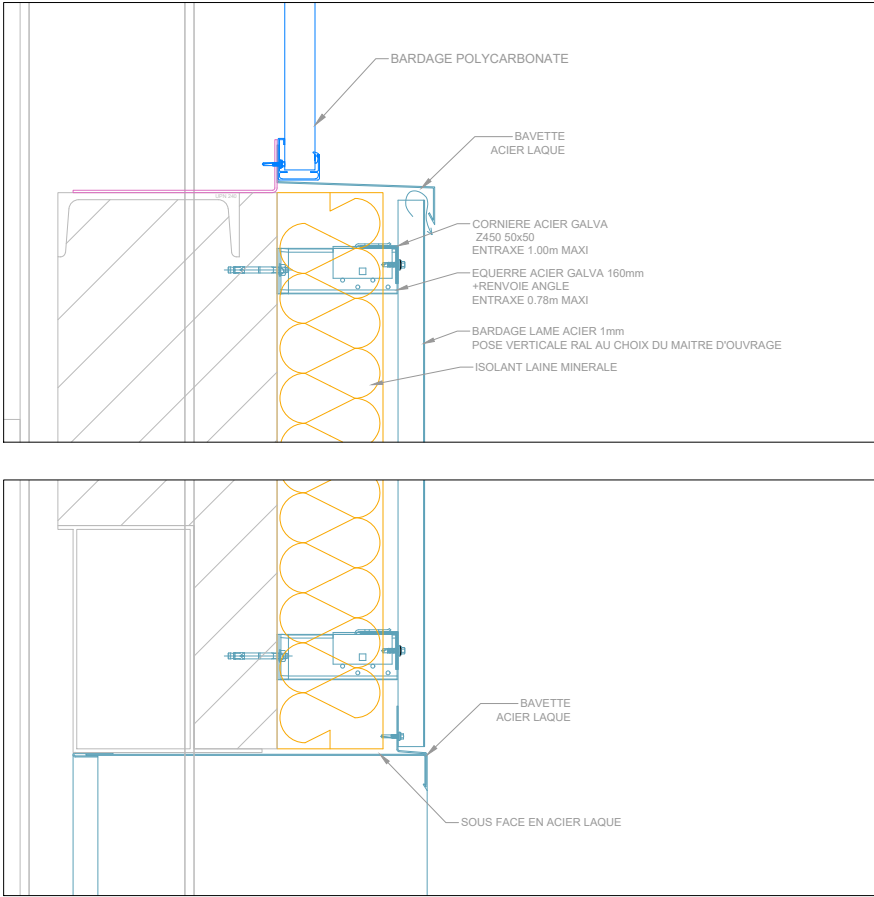 BARDAGE POLYCARBONATE
BAVETTE
ACIER LAQUE
UPN 240
CORNIERE ACIER GALVA
Z450 50x50
ENTRAXE 1.00m MAXI
EQUERRE ACIER GALVA 160mm
+RENVOIE ANGLE
ENTRAXE 0.78m MAXI
BARDAGE LAME ACIER 1mm
POSE VERTICALE RAL AU CHOIX DU MAITRE D'OUVRAGE
ISOLANT LAINE MINERALE
BAVETTE
ACIER LAQUE
SOUS FACE EN ACIER LAQUE